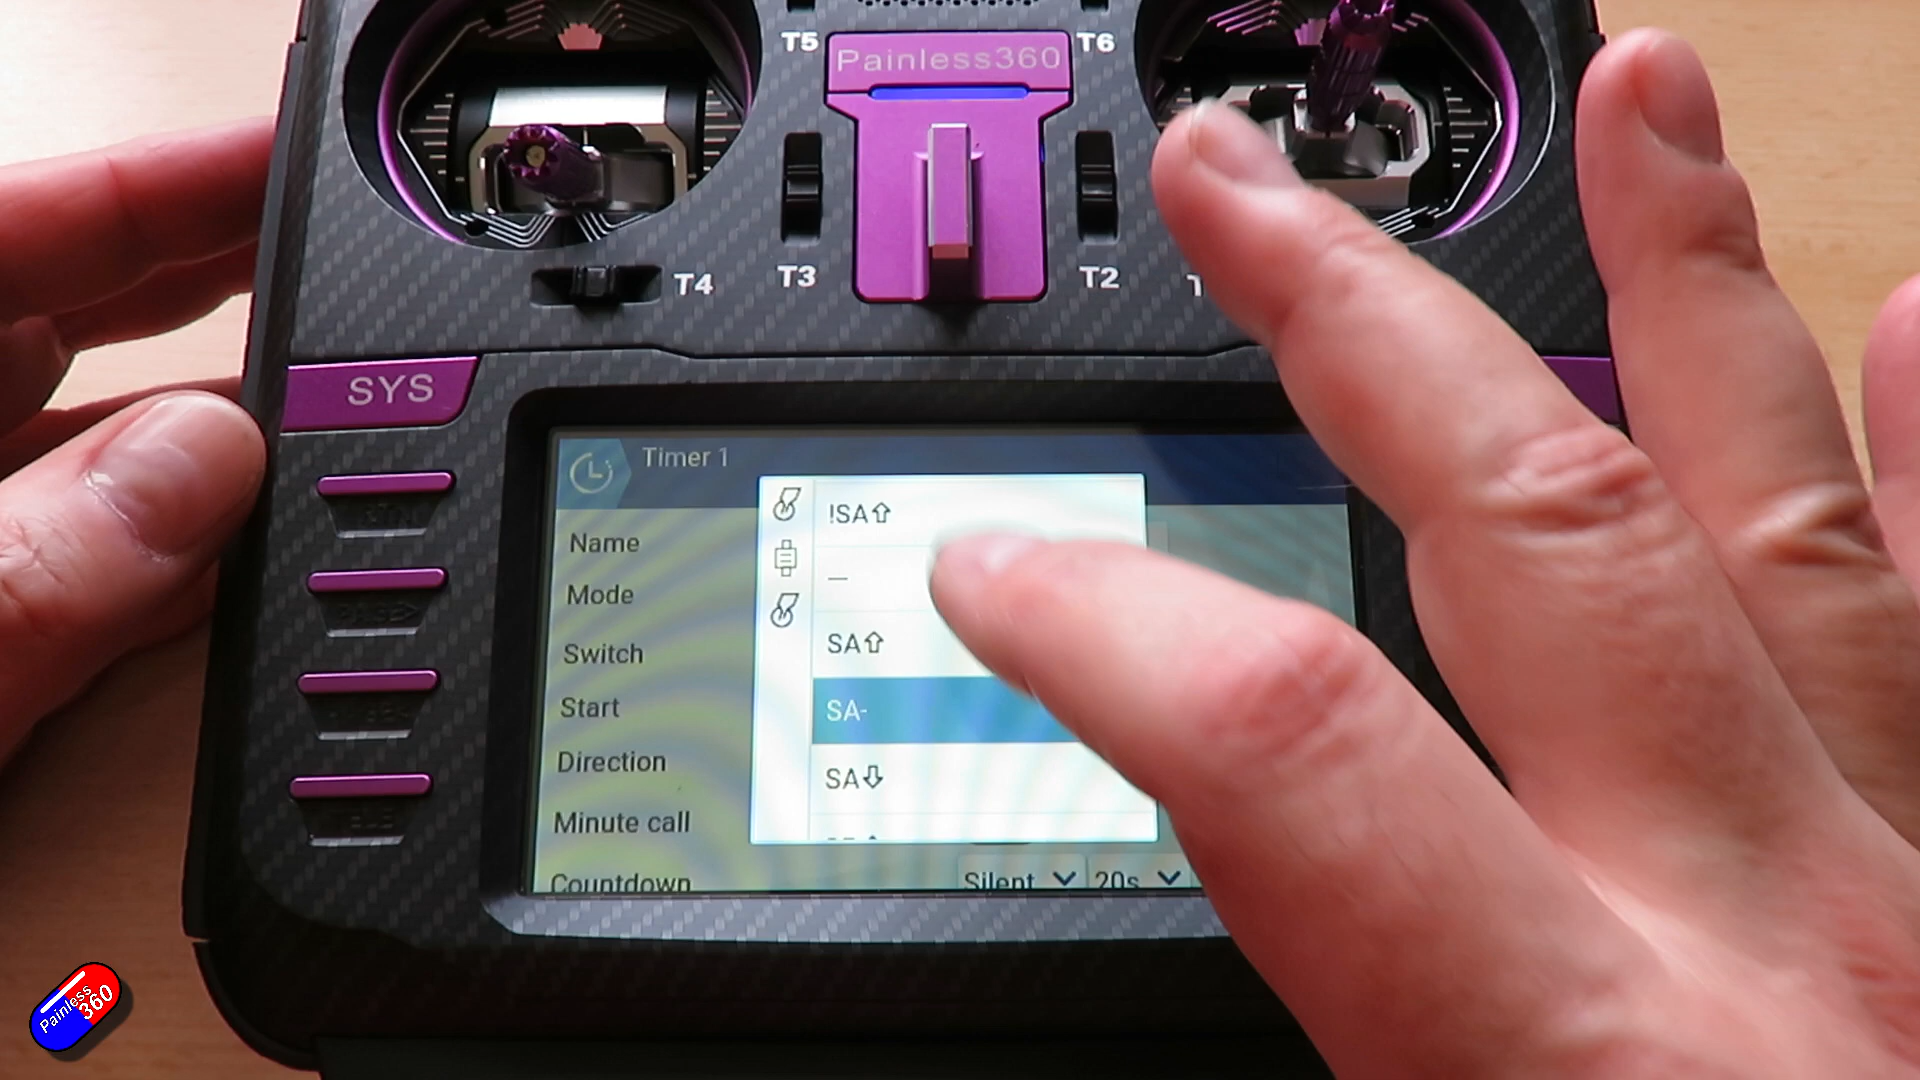 T5
Painless360
T6
T4
T3
T2
SYS
Timer 1
Name
Mode
Switch
Start
Direction
Minute call
Countdown
!SA⇧
—
SA⇧
SA-
SA⇩
Silent
20s
Painless
360